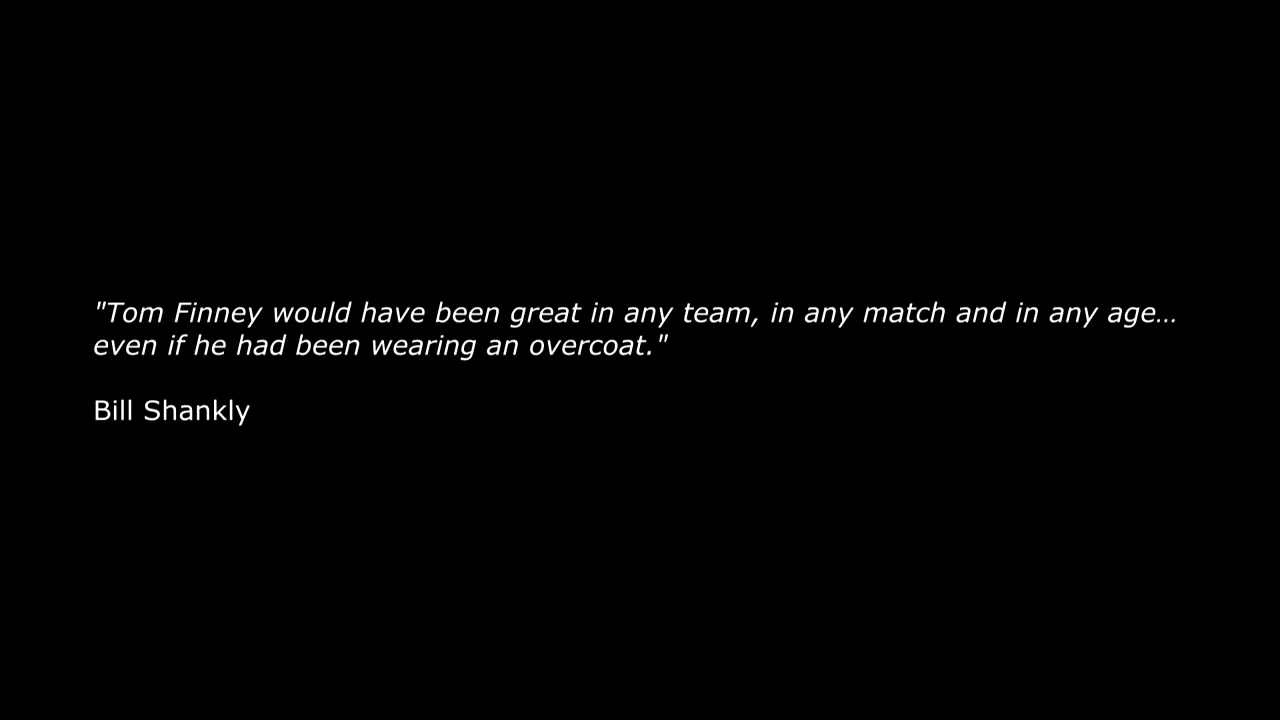 "Tom Finney would have been great in any team, in any match and in any age…
even if he had been wearing an overcoat."
Bill Shankly